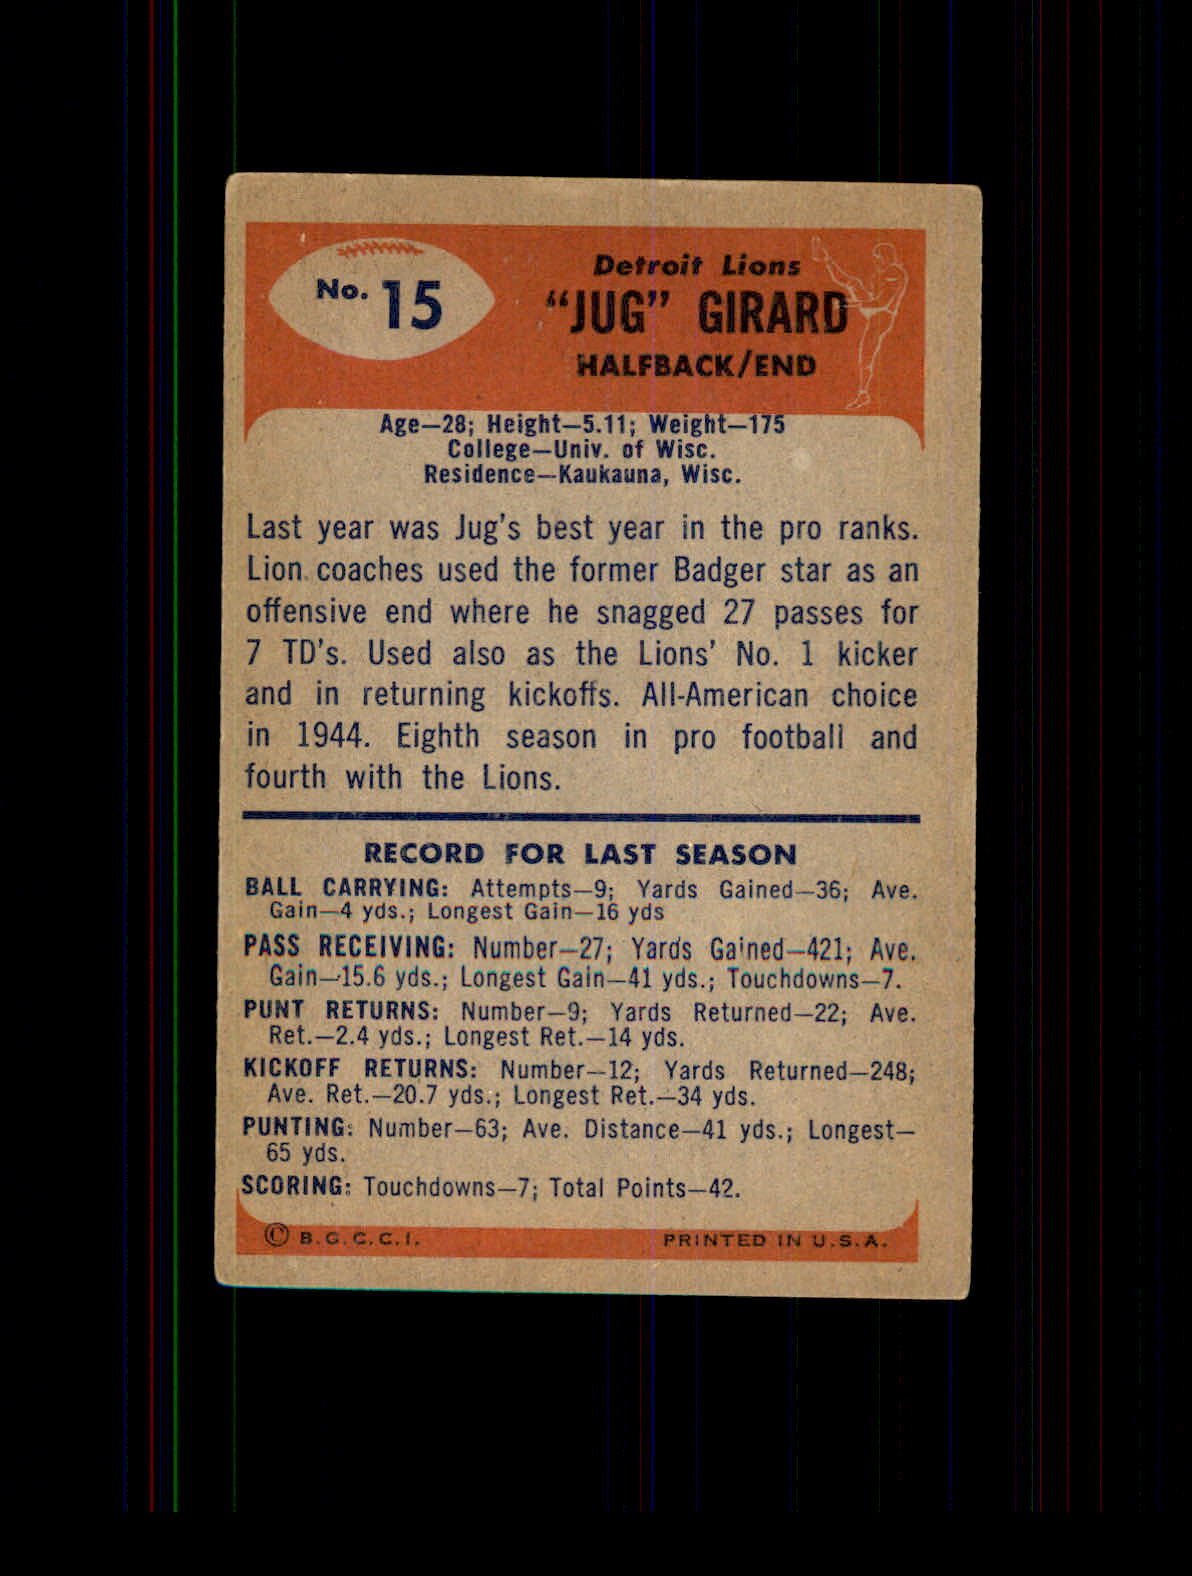 No. 15
Detroit Lions
"JUG" GIRARD
HALFBACK/END
Age—28; Height—5.11; Weight—175
College—Univ. of Wisc.
Residence—Kaukauna, Wisc.
Last year was Jug's best year in the pro ranks.
Lion coaches used the former Badger star as an
offensive end where he snagged 27 passes for
7 TD's. Used also as the Lions' No. 1 kicker
and in returning kickoffs. All-American choice
in 1944. Eighth season in pro football and
fourth with the Lions.
RECORD FOR LAST SEASON
BALL CARRYING: Attempts—9; Yards Gained—36; Ave.
Gain—4 yds.; Longest Gain—16 yds
PASS RECEIVING: Number—27; Yards Gained—421; Ave.
Gain—15.6 yds.; Longest Gain—41 yds.; Touchdowns—7.
PUNT RETURNS: Number—9; Yards Returned—22; Ave.
Ret.—2.4 yds.; Longest Ret.—14 yds.
KICKOFF RETURNS: Number—12; Yards Returned—248;
Ave. Ret.—20.7 yds.; Longest Ret.—34 yds.
PUNTING: Number—63; Ave. Distance—41 yds.; Longest—
65 yds.
SCORING: Touchdowns—7; Total Points—42.
© B.G.C.C.I. PRINTED IN U.S.A.